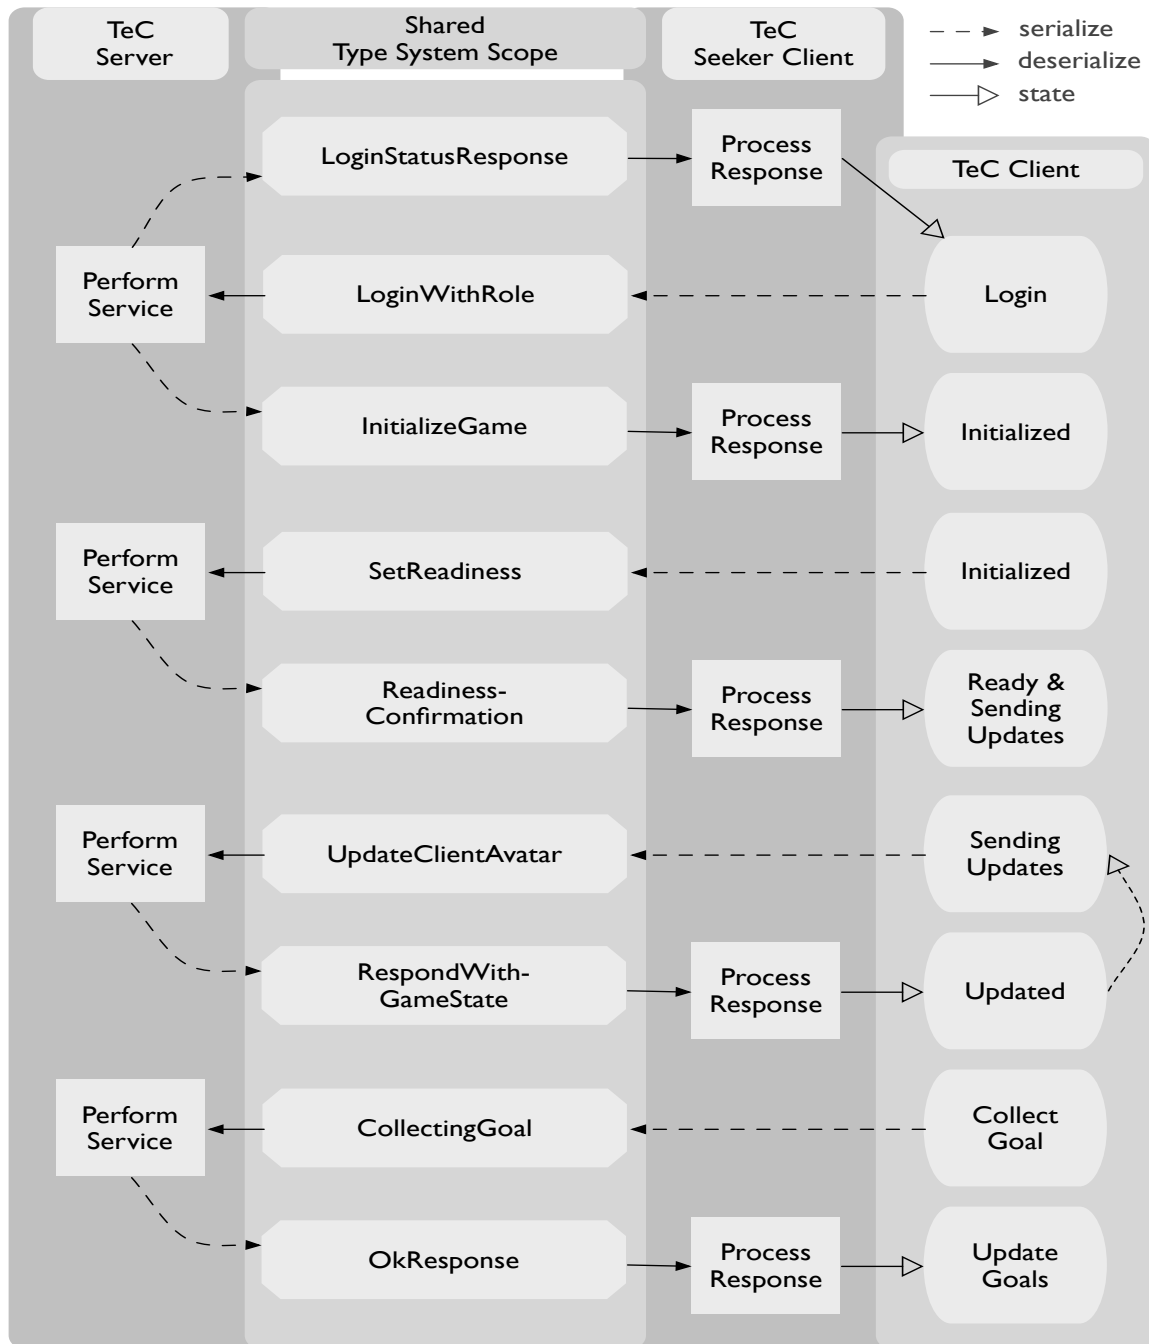 TeC
Server
Shared
Type System Scope
TeC
Seeker Client
serialize
deserialize
state
TeC Client
LoginStatusResponse
Process
Response
Perform
Service
LoginWithRole
Login
InitializeGame
Process
Response
Initialized
Perform
Service
SetReadiness
Initialized
Readiness-
Confirmation
Process
Response
Ready &
Sending
Updates
Perform
Service
UpdateClientAvatar
Sending
Updates
RespondWith-
GameState
Process
Response
Updated
Perform
Service
CollectingGoal
Collect
Goal
OkResponse
Process
Response
Update
Goals